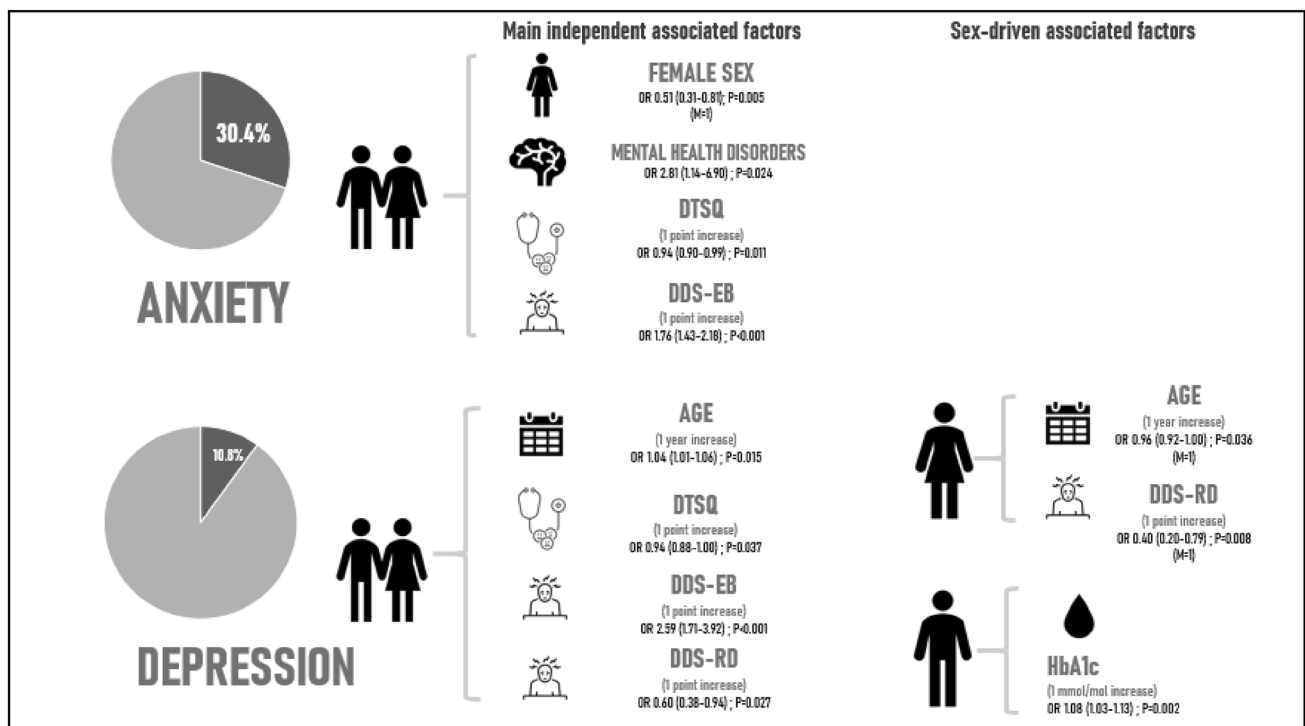 Main independent associated factors
Sex-driven associated factors
30.4%
ANXIETY
FEMALE SEX
OR 0.51 (0.31-0.81); P=0.005
(M=1)
MENTAL HEALTH DISORDERS
OR 2.81 (1.14-6.90) ; P=0.024
DTSQ
(1 point increase)
OR 0.94 (0.90-0.99) ; P=0.011
DDS-EB
(1 point increase)
OR 1.76 (1.43-2.18) ; P<0.001
10.8%
DEPRESSION
AGE
(1 year increase)
OR 1.04 (1.01-1.06) ; P=0.015
DTSQ
(1 point increase)
OR 0.94 (0.88-1.00) ; P=0.037
DDS-EB
(1 point increase)
OR 2.59 (1.71-3.92) ; P<0.001
DDS-RD
(1 point increase)
OR 0.60 (0.38-0.94) ; P=0.027
AGE
(1 year increase)
OR 0.96 (0.92-1.00) ; P=0.036
(M=1)
DDS-RD
(1 point increase)
OR 0.40 (0.20-0.79) ; P=0.008
(M=1)
HbA1c
(1 mmol/mol increase)
OR 1.08 (1.03-1.13) ; P=0.002